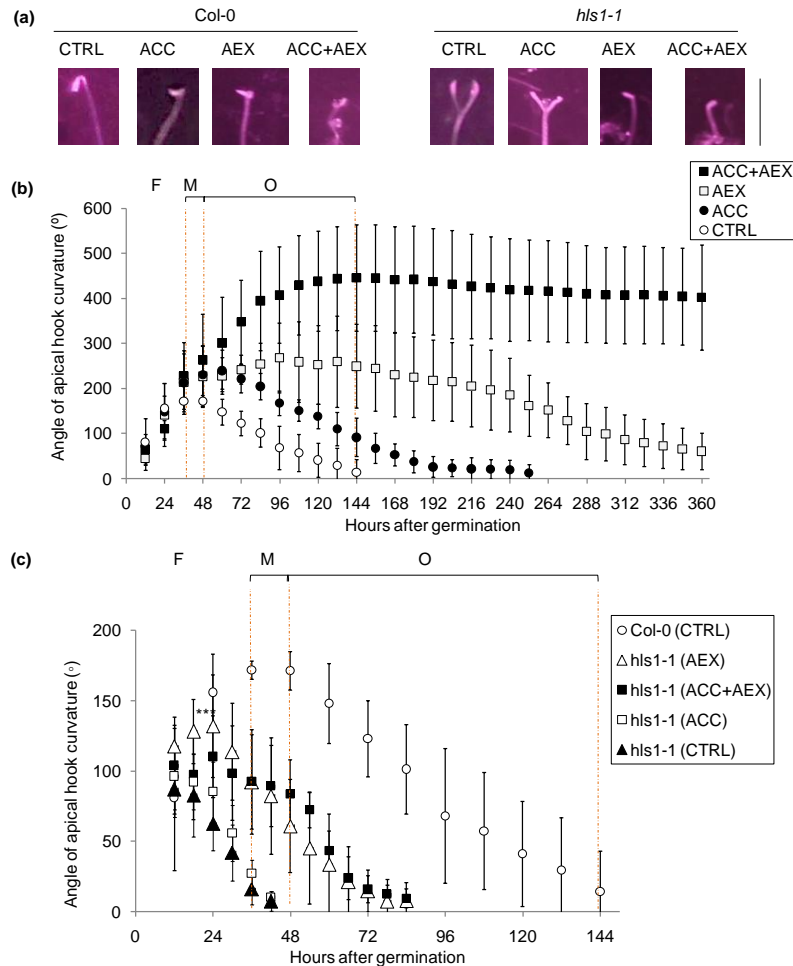 (a)
Col-0
hls1-1
CTRL ACC AEX ACC+AEX CTRL ACC AEX ACC+AEX
(b)
F M O
ACC+AEX
AEX
ACC
CTRL
Angle of apical hook curvature (º)
600
500
400
300
200
100
0
0 24 48 72 96 120 144 168 192 216 240 264 288 312 336 360
Hours after germination
(c)
F M O
Col-0 (CTRL)
hls1-1 (AEX)
hls1-1 (ACC+AEX)
hls1-1 (ACC)
hls1-1 (CTRL)
Angle of apical hook curvature (◦)
200
150
100
50
0
***
0 24 48 72 96 120 144
Hours after germination